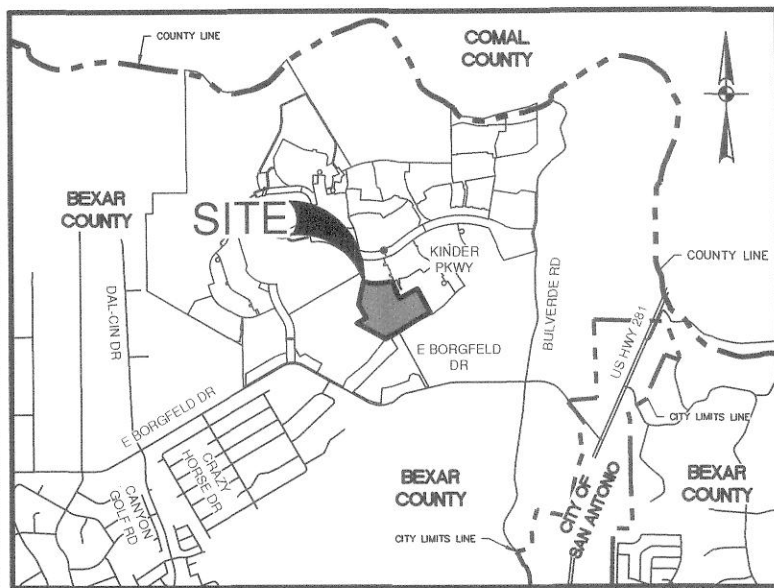 COUNTY LINE
COMAL
COUNTY
BEXAR
COUNTY
SITE
KINDER
PKWY
COUNTY LINE
DAL-CIN DR
BULVERDE RD
US HWY 281
E BORGFELD
DR
E BORGFELD DR
CITY LIMITS LINE
CRAZY
HORSE DR
CANYON
GOLF RD
BEXAR
COUNTY
CITY OF
SAN ANTONIO
BEXAR
COUNTY
CITY LIMITS LINE